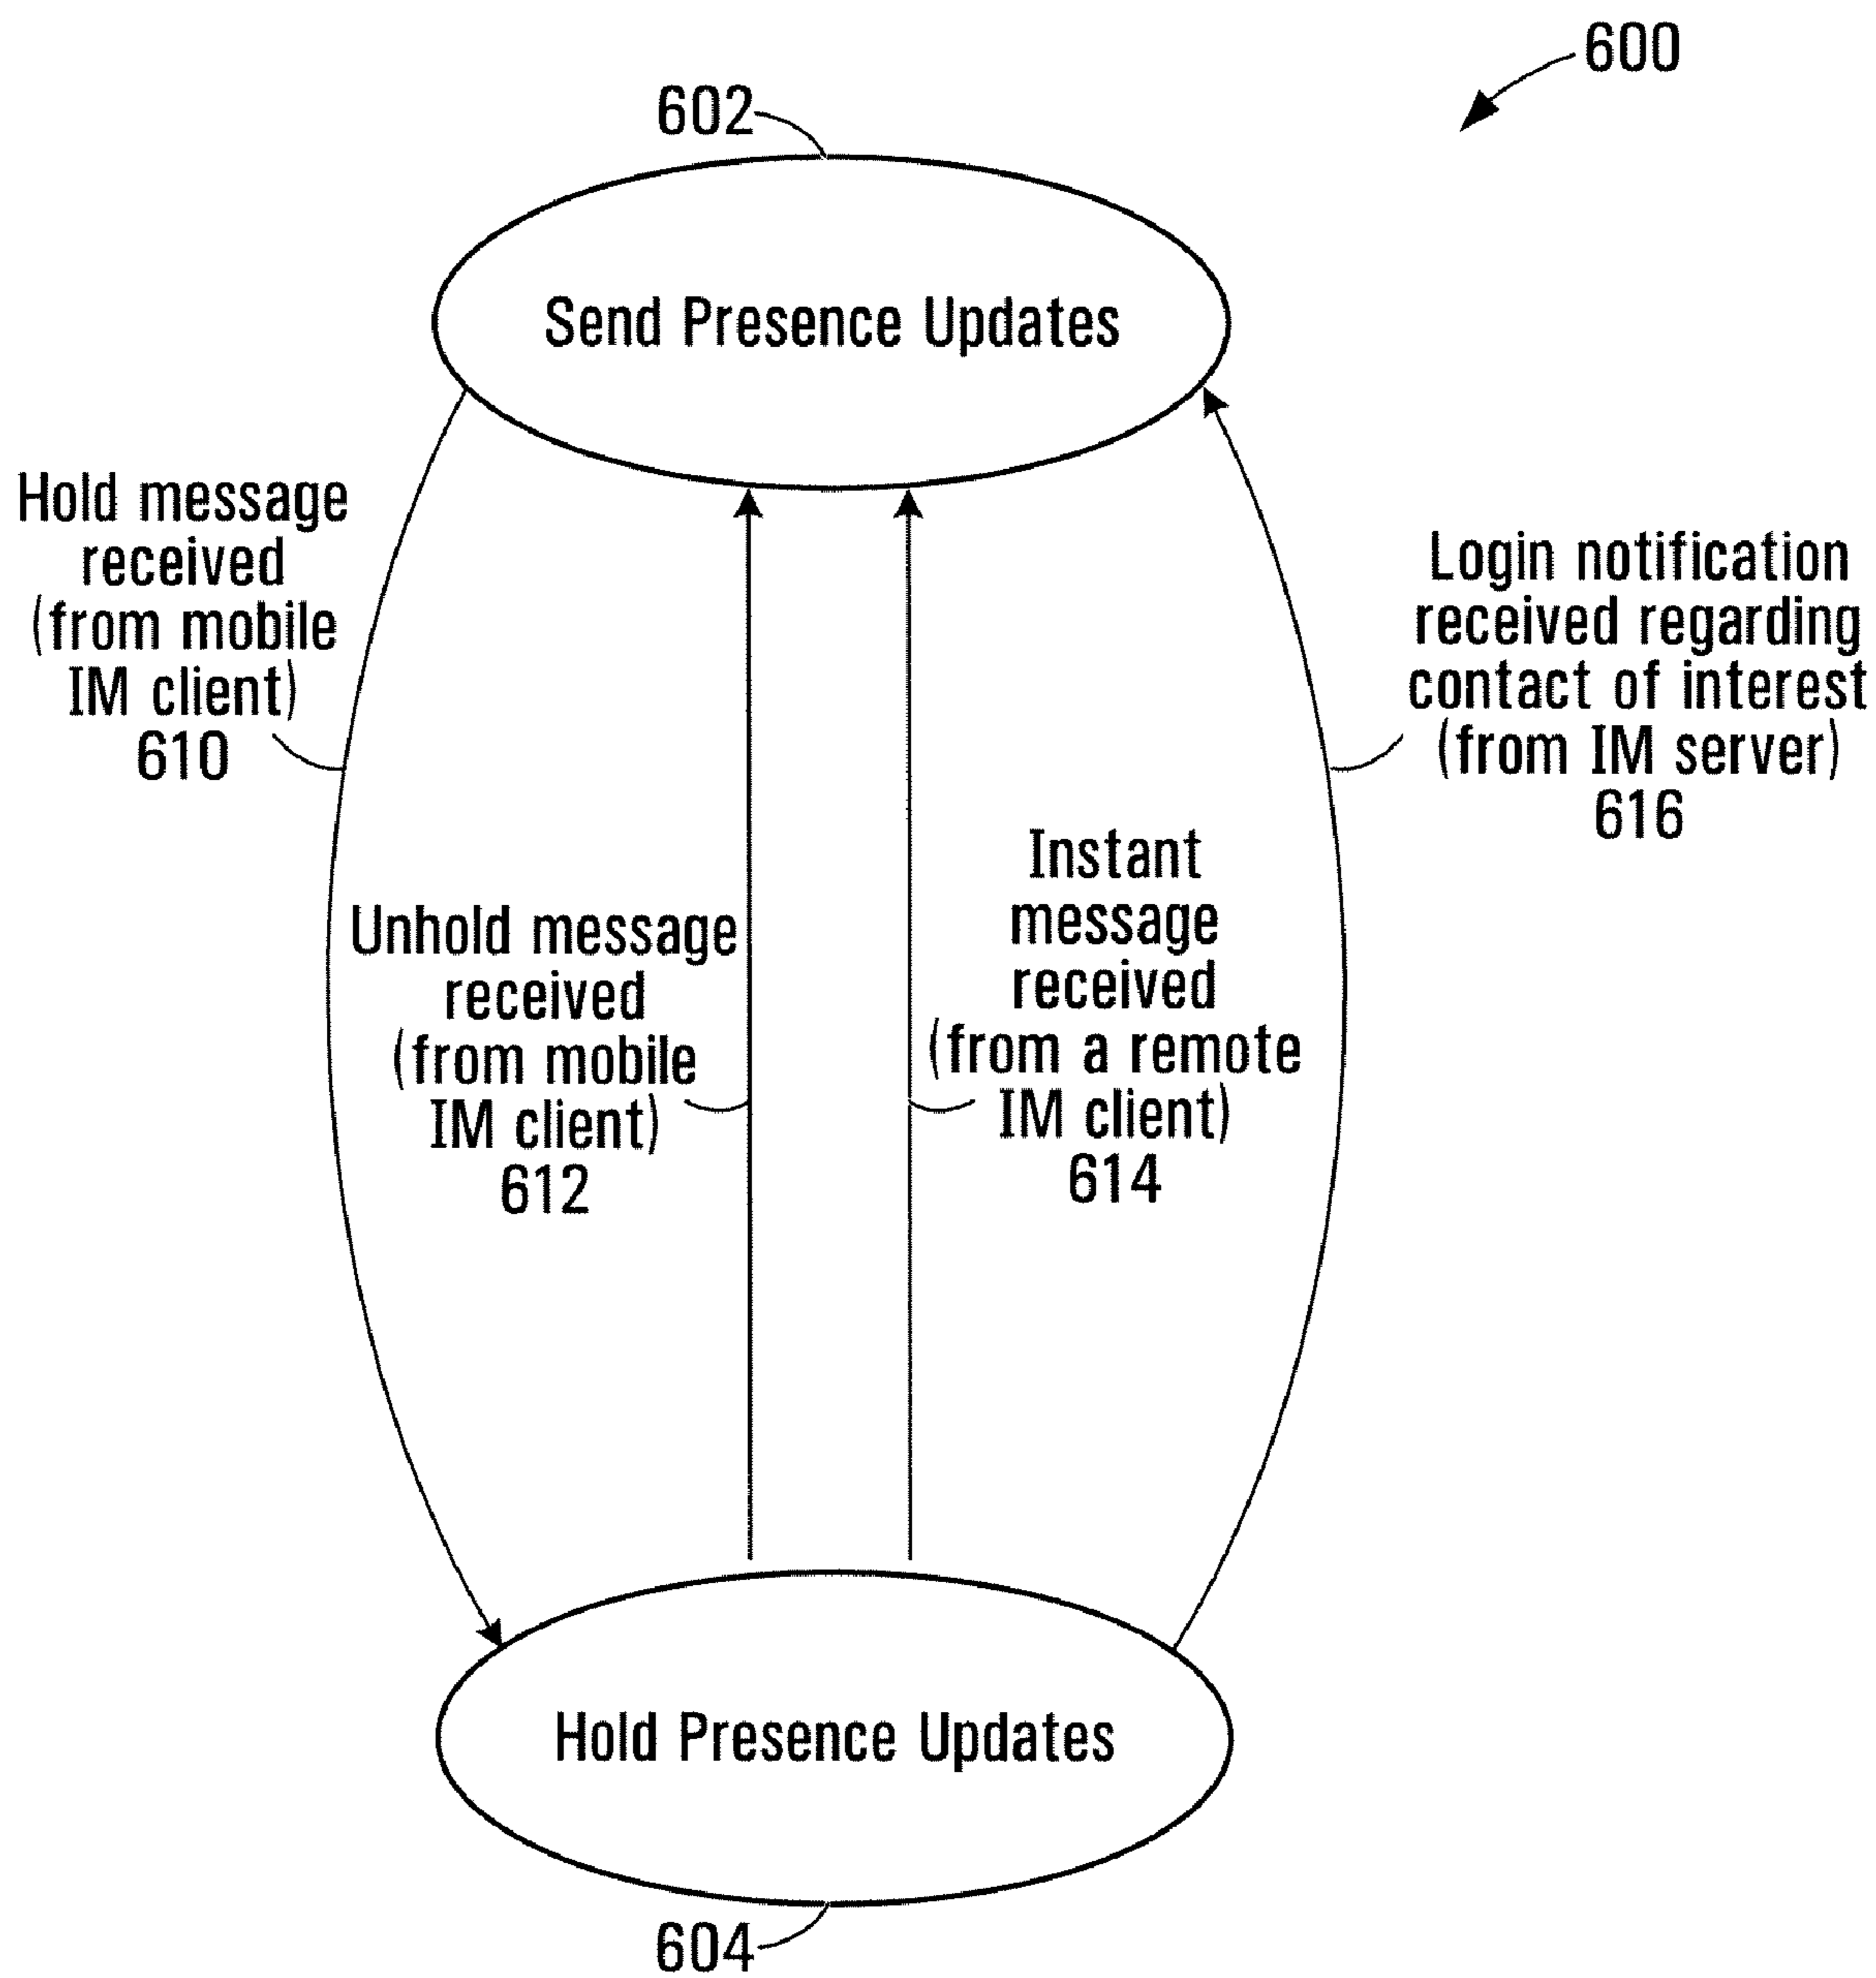 600
602
Send Presence Updates
Hold message
received
(from mobile
IM client)
610
Login notification
received regarding
contact of interest
(from IM server)
616
Unhold message
received
(from mobile
IM client)
612
Instant
message
received
(from a remote
IM client)
614
Hold Presence Updates
604